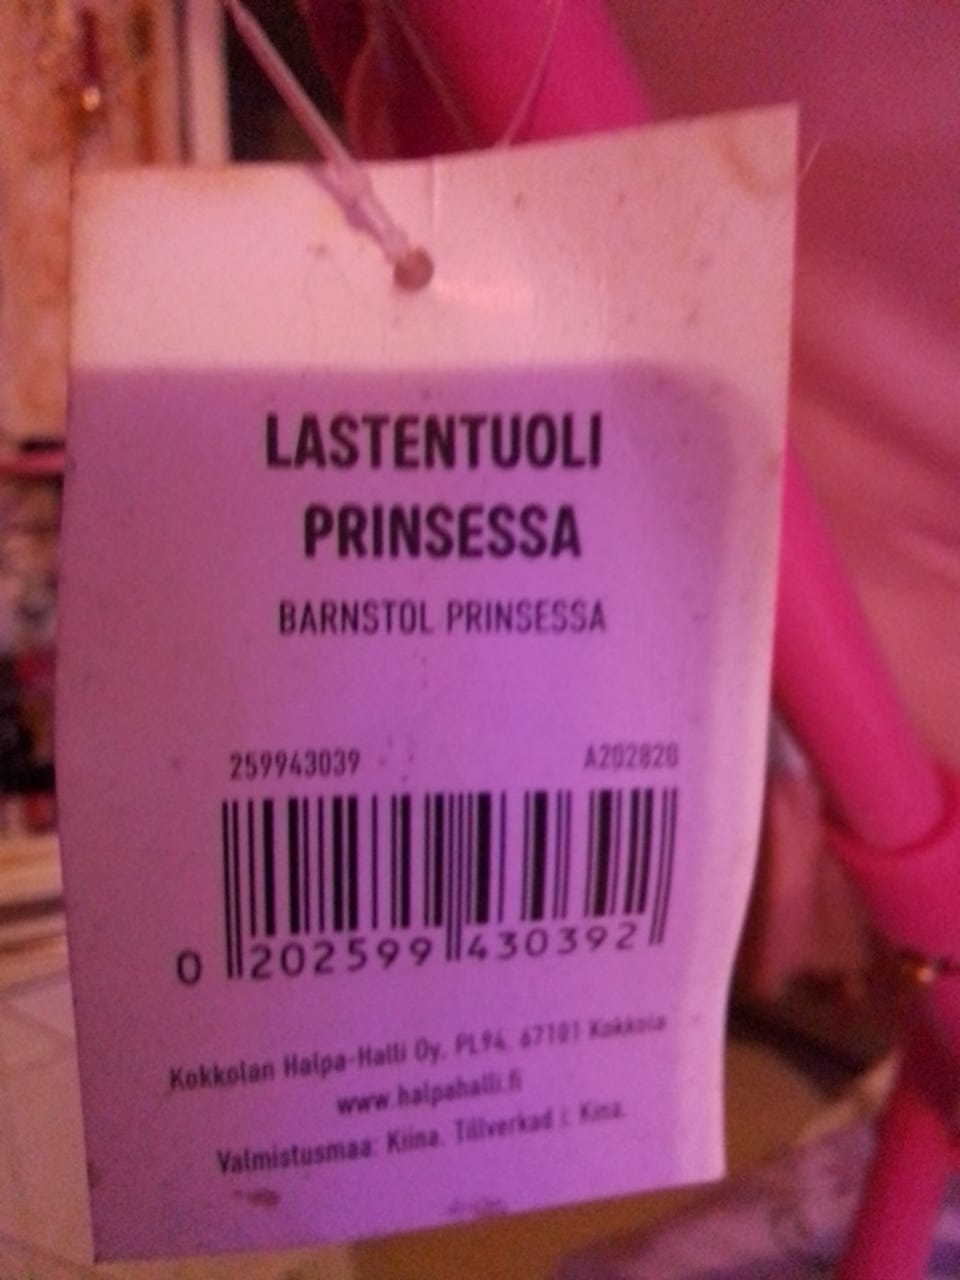 LASTENTUOLI
PRINSESSA
BARNSTOL PRINSESSA
259943039 A202820
0 202599 430392
Kokkolan Halpa-Halli Oy, PL94, 67101 Kokkola
www.halpahalli.fi
Valmistusmaa: Kiina. Tillverkad i: Kina.